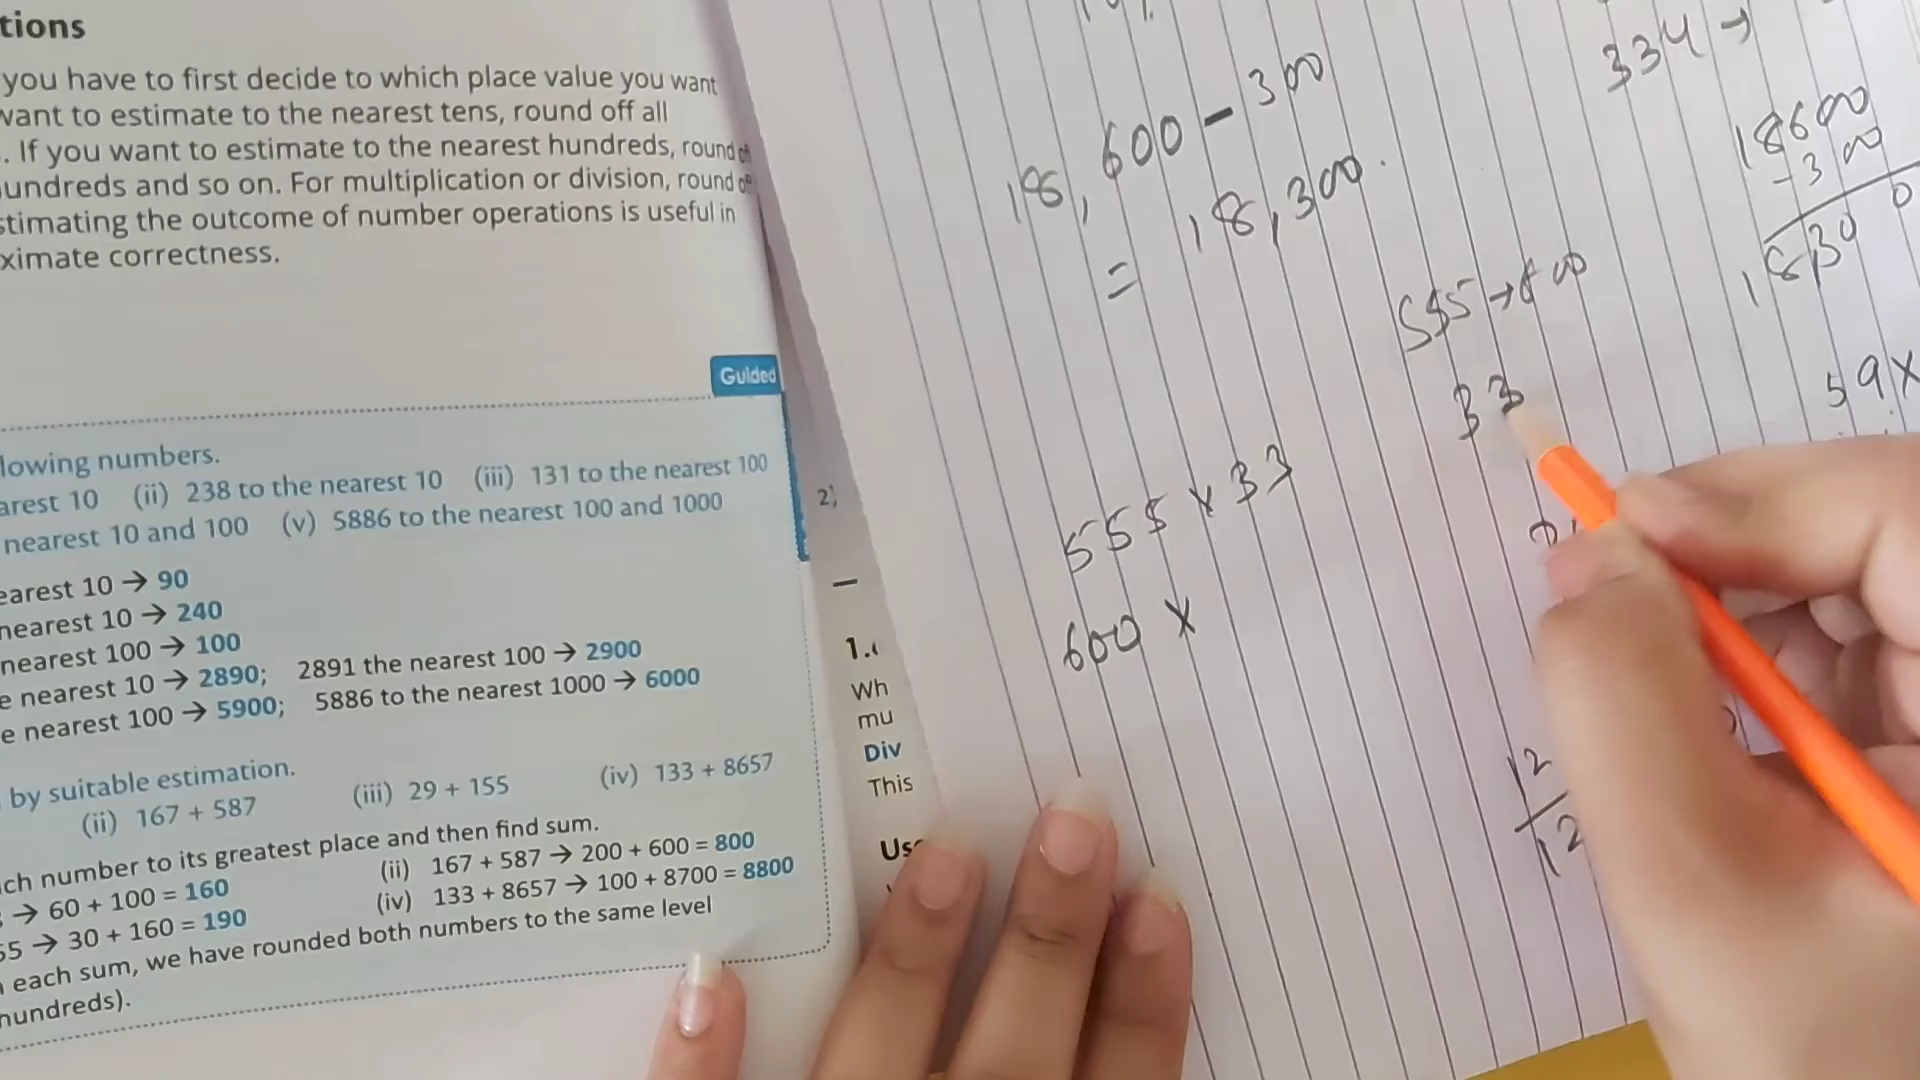 tions
you have to first decide to which place value you want
want to estimate to the nearest tens, round off all
. If you want to estimate to the nearest hundreds, round of
undreds and so on. For multiplication or division, round of
stimating the outcome of number operations is useful in
ximate correctness.
Guided
lowing numbers.
arest 10 (ii) 238 to the nearest 10 (iii) 131 to the nearest 100
nearest 10 and 100 (v) 5886 to the nearest 100 and 1000
earest 10 → 90
nearest 10 → 240
nearest 100 → 100
e nearest 10 → 2890; 2891 the nearest 100 → 2900
e nearest 100 → 5900; 5886 to the nearest 1000 → 6000
by suitable estimation.
(ii) 167 + 587 (iii) 29 + 155 (iv) 133 + 8657
ch number to its greatest place and then find sum.
→ 60 + 100 = 160 (ii) 167 + 587 → 200 + 600 = 800
55 → 30 + 160 = 190 (iv) 133 + 8657 → 100 + 8700 = 8800
each sum, we have rounded both numbers to the same level
hundreds).
2)
1.
Wh
mu
Div
This
Use
18,600 - 300
= 18,300.
555 → 600
33
555 x 33
600 x
334 →
18600
- 300
18300
59 x
12
12